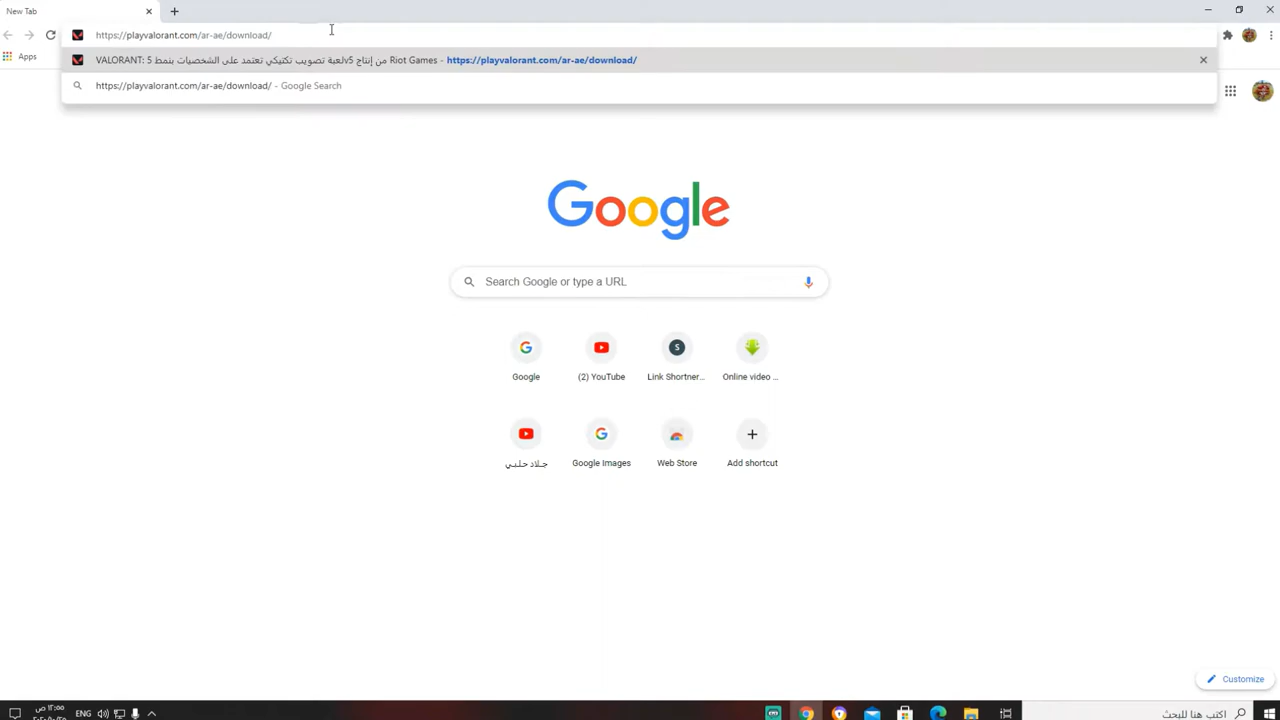 New Tab
https://playvalorant.com/ar-ae/download/
Apps
VALORANT: لعبة تصويب تكتيكي تعتمد على الشخصيات بنمط 5v5 من إنتاج Riot Games - https://playvalorant.com/ar-ae/download/
https://playvalorant.com/ar-ae/download/ - Google Search
Google
Search Google or type a URL
Google
(2) YouTube
S
Link Shortner...
Online video ...
جلاد حلبي
Google Images
Web Store
Add shortcut
Customize
ENG
١٢:٠٠ ص
اكتب هنا للبحث